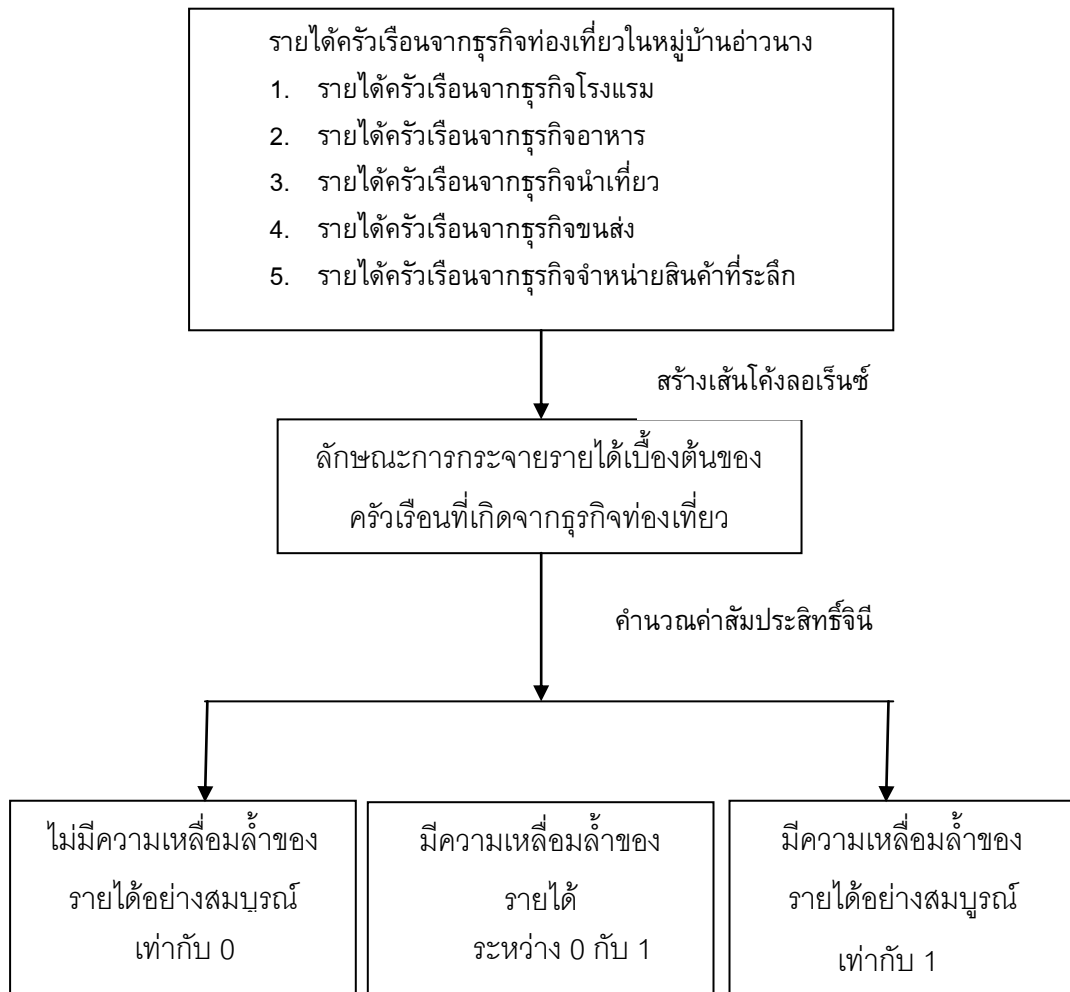 รายได้ครัวเรือนจากธุรกิจท่องเที่ยวในหมู่บ้านอ่าวนาง
1. รายได้ครัวเรือนจากธุรกิจโรงแรม
2. รายได้ครัวเรือนจากธุรกิจอาหาร
3. รายได้ครัวเรือนจากธุรกิจนำเที่ยว
4. รายได้ครัวเรือนจากธุรกิจขนส่ง
5. รายได้ครัวเรือนจากธุรกิจจำหน่ายสินค้าที่ระลึก
สร้างเส้นโค้งลอเร็นซ์
ลักษณะการกระจายรายได้เบื้องต้นของ
ครัวเรือนที่เกิดจากธุรกิจท่องเที่ยว
คำนวณค่าสัมประสิทธิ์จินี
ไม่มีความเหลื่อมล้ำของ
รายได้อย่างสมบูรณ์
เท่ากับ 0
มีความเหลื่อมล้ำของ
รายได้
ระหว่าง 0 กับ 1
มีความเหลื่อมล้ำของ
รายได้อย่างสมบูรณ์
เท่ากับ 1